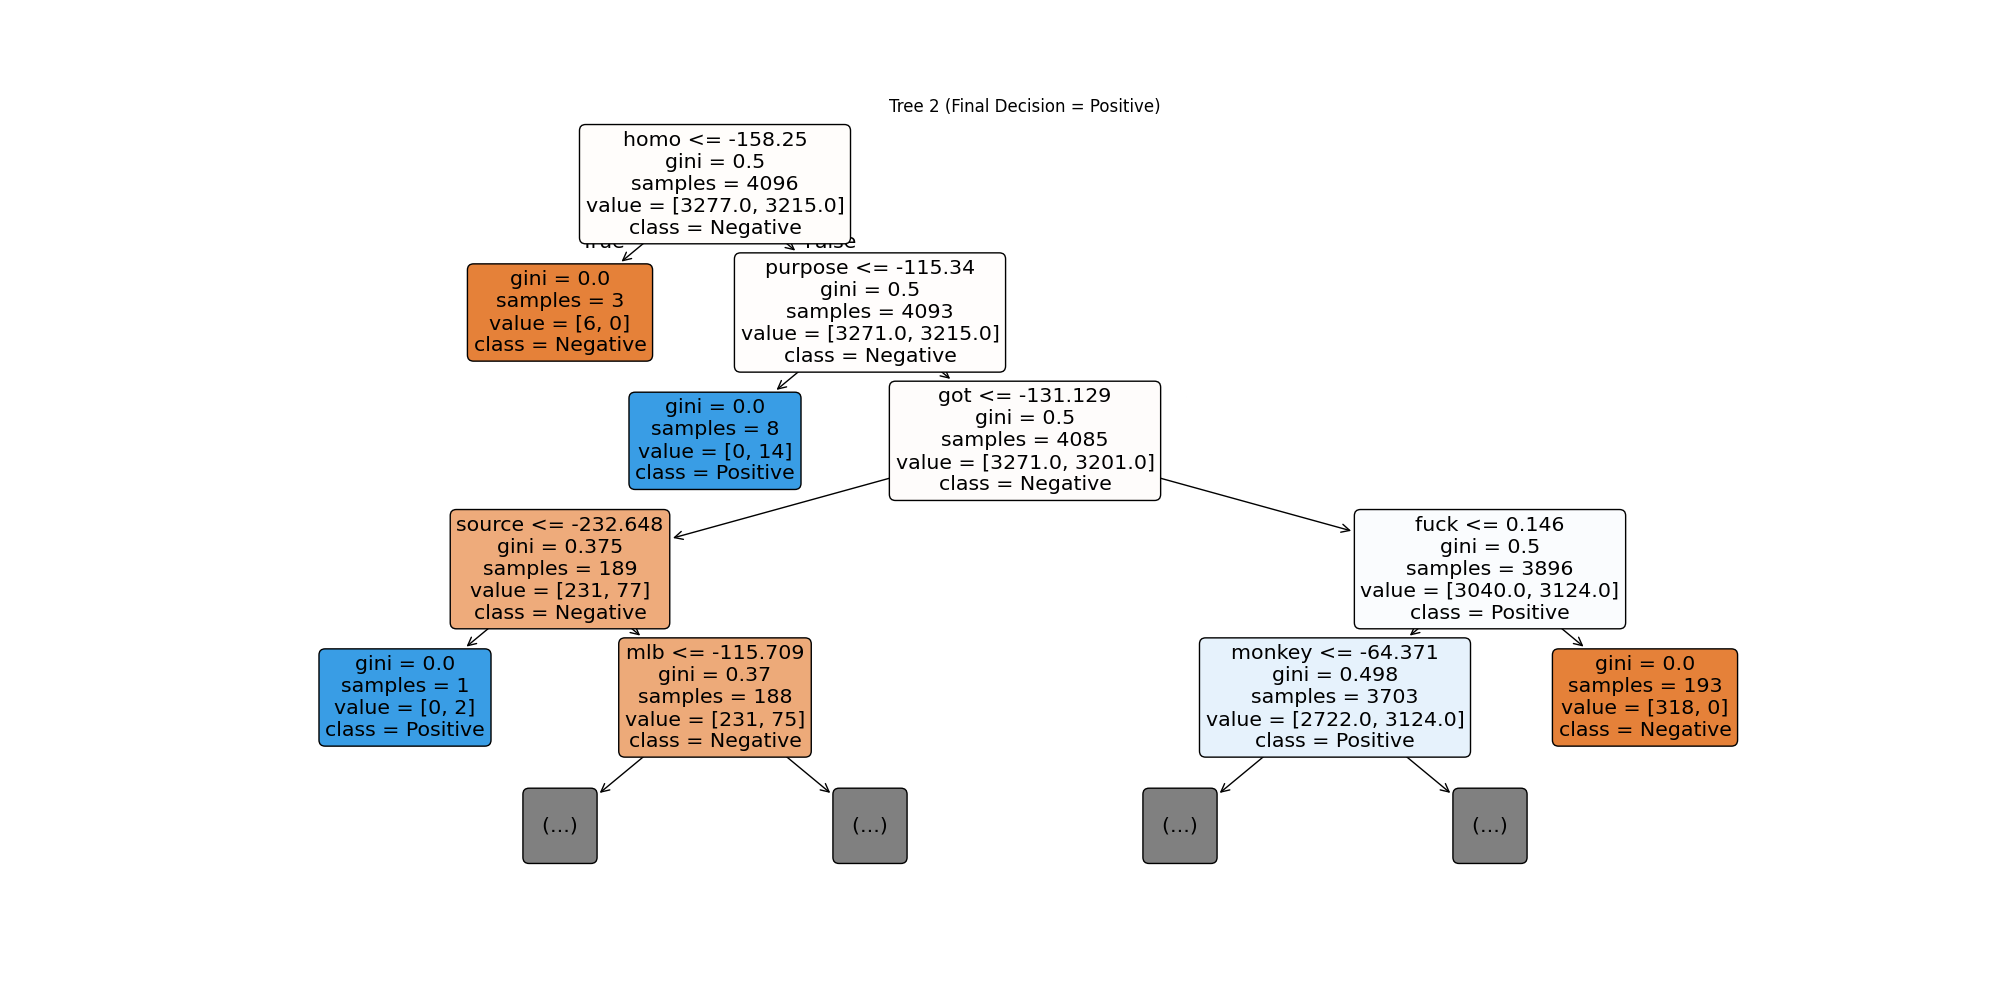 Tree 2 (Final Decision = Positive)
homo <= -158.25
gini = 0.5
samples = 4096
value = [3277.0, 3215.0]
class = Negative
True
False
gini = 0.0
samples = 3
value = [6, 0]
class = Negative
purpose <= -115.34
gini = 0.5
samples = 4093
value = [3271.0, 3215.0]
class = Negative
gini = 0.0
samples = 8
value = [0, 14]
class = Positive
got <= -131.129
gini = 0.5
samples = 4085
value = [3271.0, 3201.0]
class = Negative
source <= -232.648
gini = 0.375
samples = 189
value = [231, 77]
class = Negative
fuck <= 0.146
gini = 0.5
samples = 3896
value = [3040.0, 3124.0]
class = Positive
gini = 0.0
samples = 1
value = [0, 2]
class = Positive
mlb <= -115.709
gini = 0.37
samples = 188
value = [231, 75]
class = Negative
monkey <= -64.371
gini = 0.498
samples = 3703
value = [2722.0, 3124.0]
class = Positive
gini = 0.0
samples = 193
value = [318, 0]
class = Negative
(...)
(...)
(...)
(...)